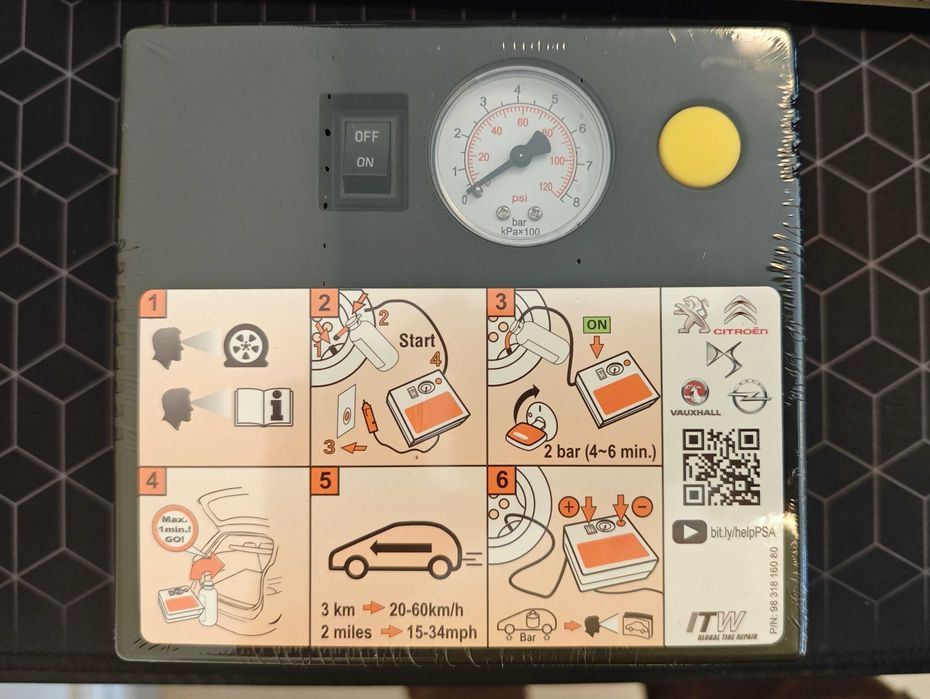 OFF
ON
0
1
2
3
4
5
6
7
8
20
40
60
80
100
120
psi
bar
kPa×100
1
2
1
2
Start
4
3
3
ON
2 bar (4~6 min.)
CITROËN
VAUXHALL
bit.ly/helpPSA
4
Max.
1min.!
GO!
5
3 km 20-60km/h
2 miles 15-34mph
6
+
−
Bar
ITW
GLOBAL TIRE REPAIR
P/N: 98 318 160 80